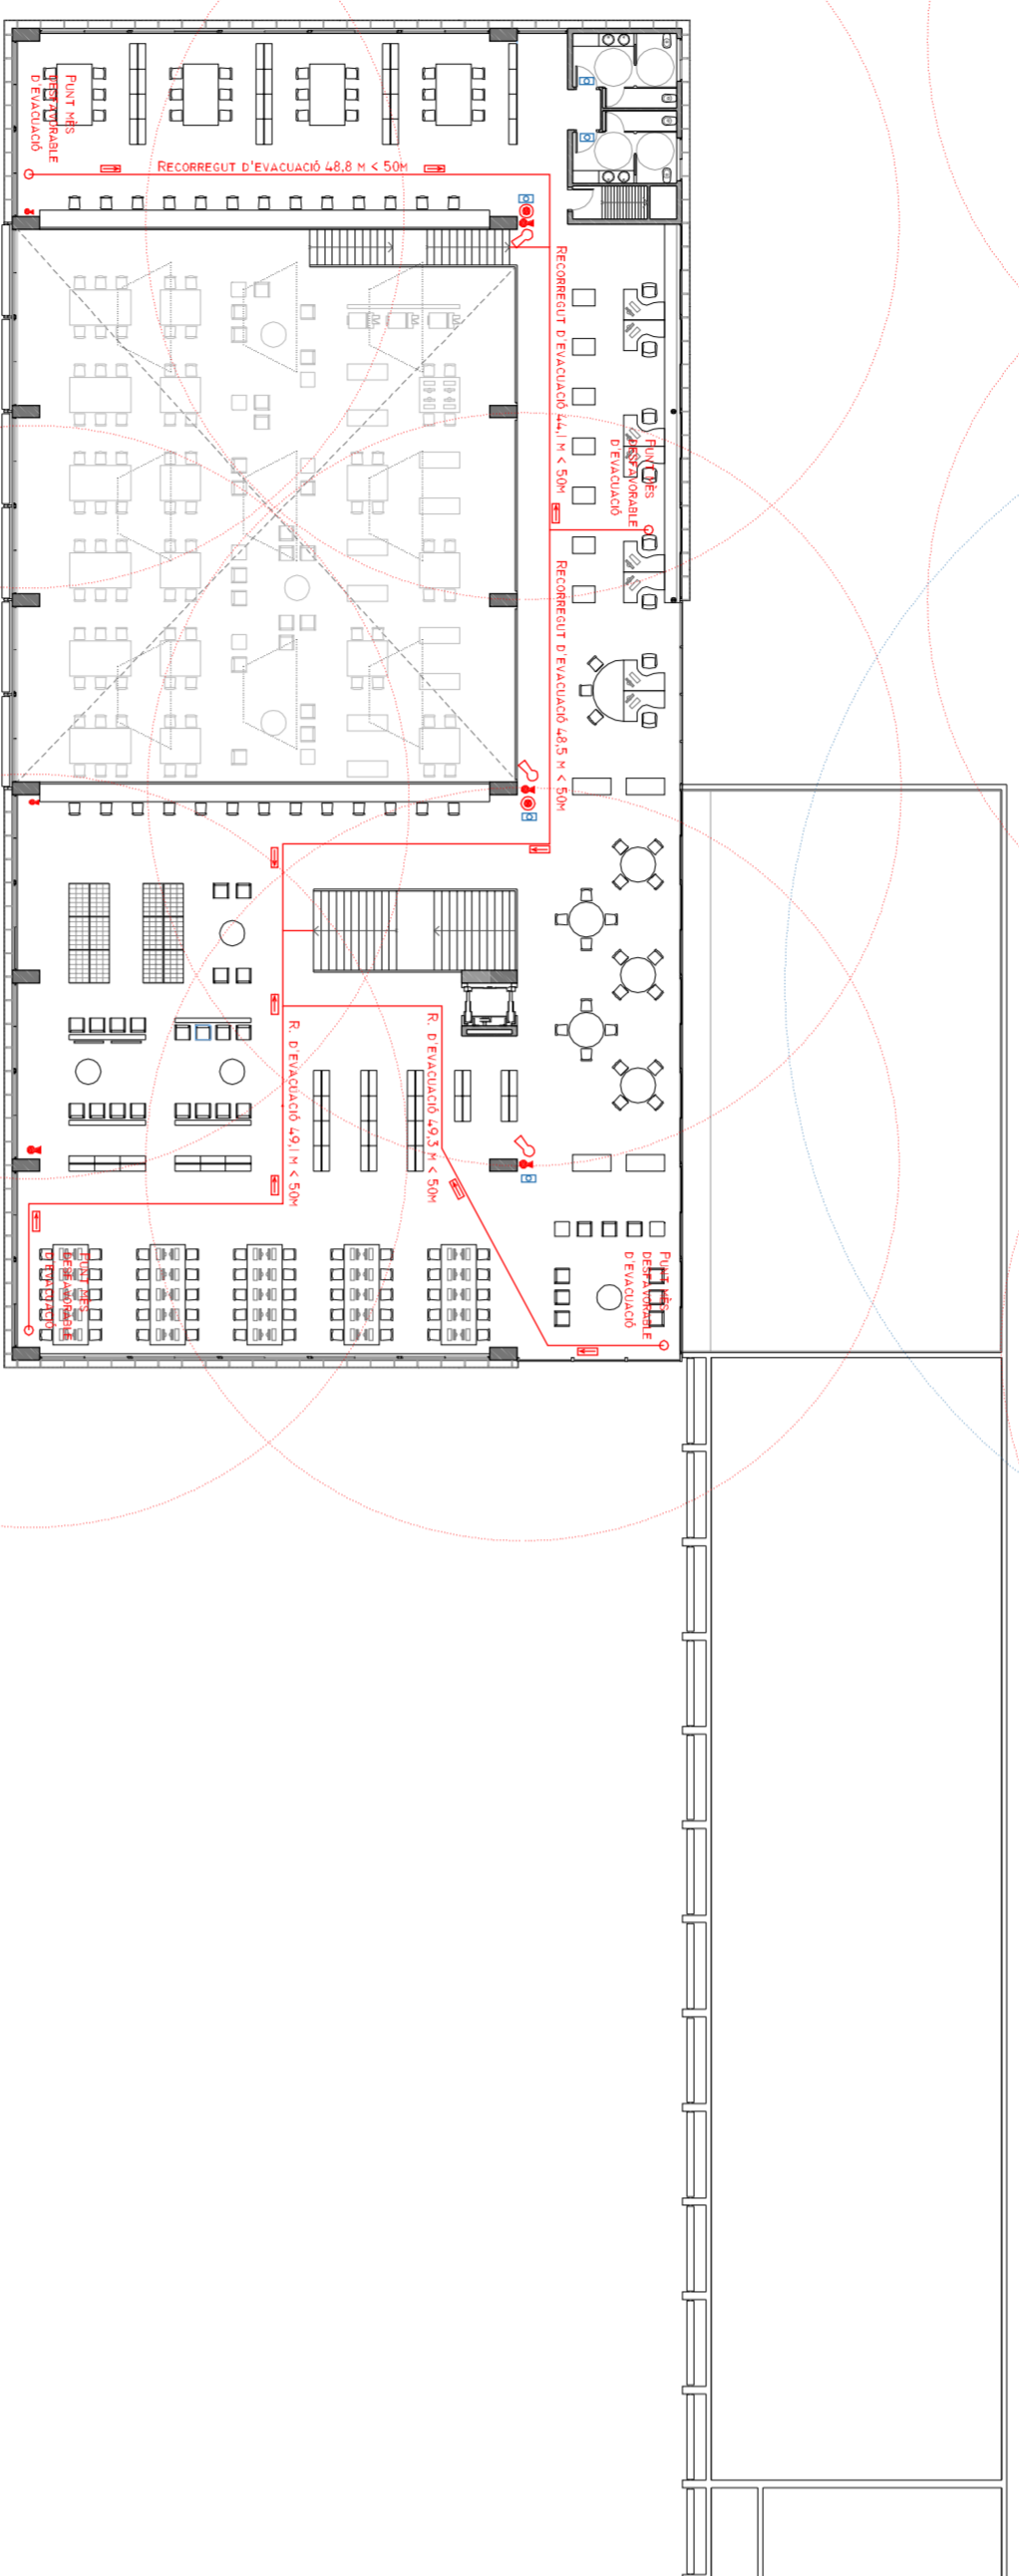 PUNT MÉS
DESFAVORABLE
D'EVACUACIÓ
RECORREGUT D'EVACUACIÓ 48,8 M < 50M
RECORREGUT D'EVACUACIÓ 44,1 M < 50M
PUNT MÉS
DESFAVORABLE
D'EVACUACIÓ
RECORREGUT D'EVACUACIÓ 48,5 M < 50M
R. D'EVACUACIÓ 49,1 M < 50M
R. D'EVACUACIÓ 49,3 M < 50M
PUNT MÉS
DESFAVORABLE
D'EVACUACIÓ
PUNT MÉS
DESFAVORABLE
D'EVACUACIÓ